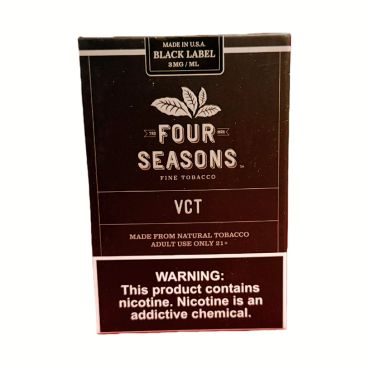 MADE IN U.S.A.
BLACK LABEL
3MG / ML
FOUR
SEASONS
FINE TOBACCO
VCT
MADE FROM NATURAL TOBACCO
ADULT USE ONLY 21+
WARNING:
This product contains
nicotine. Nicotine is an
addictive chemical.